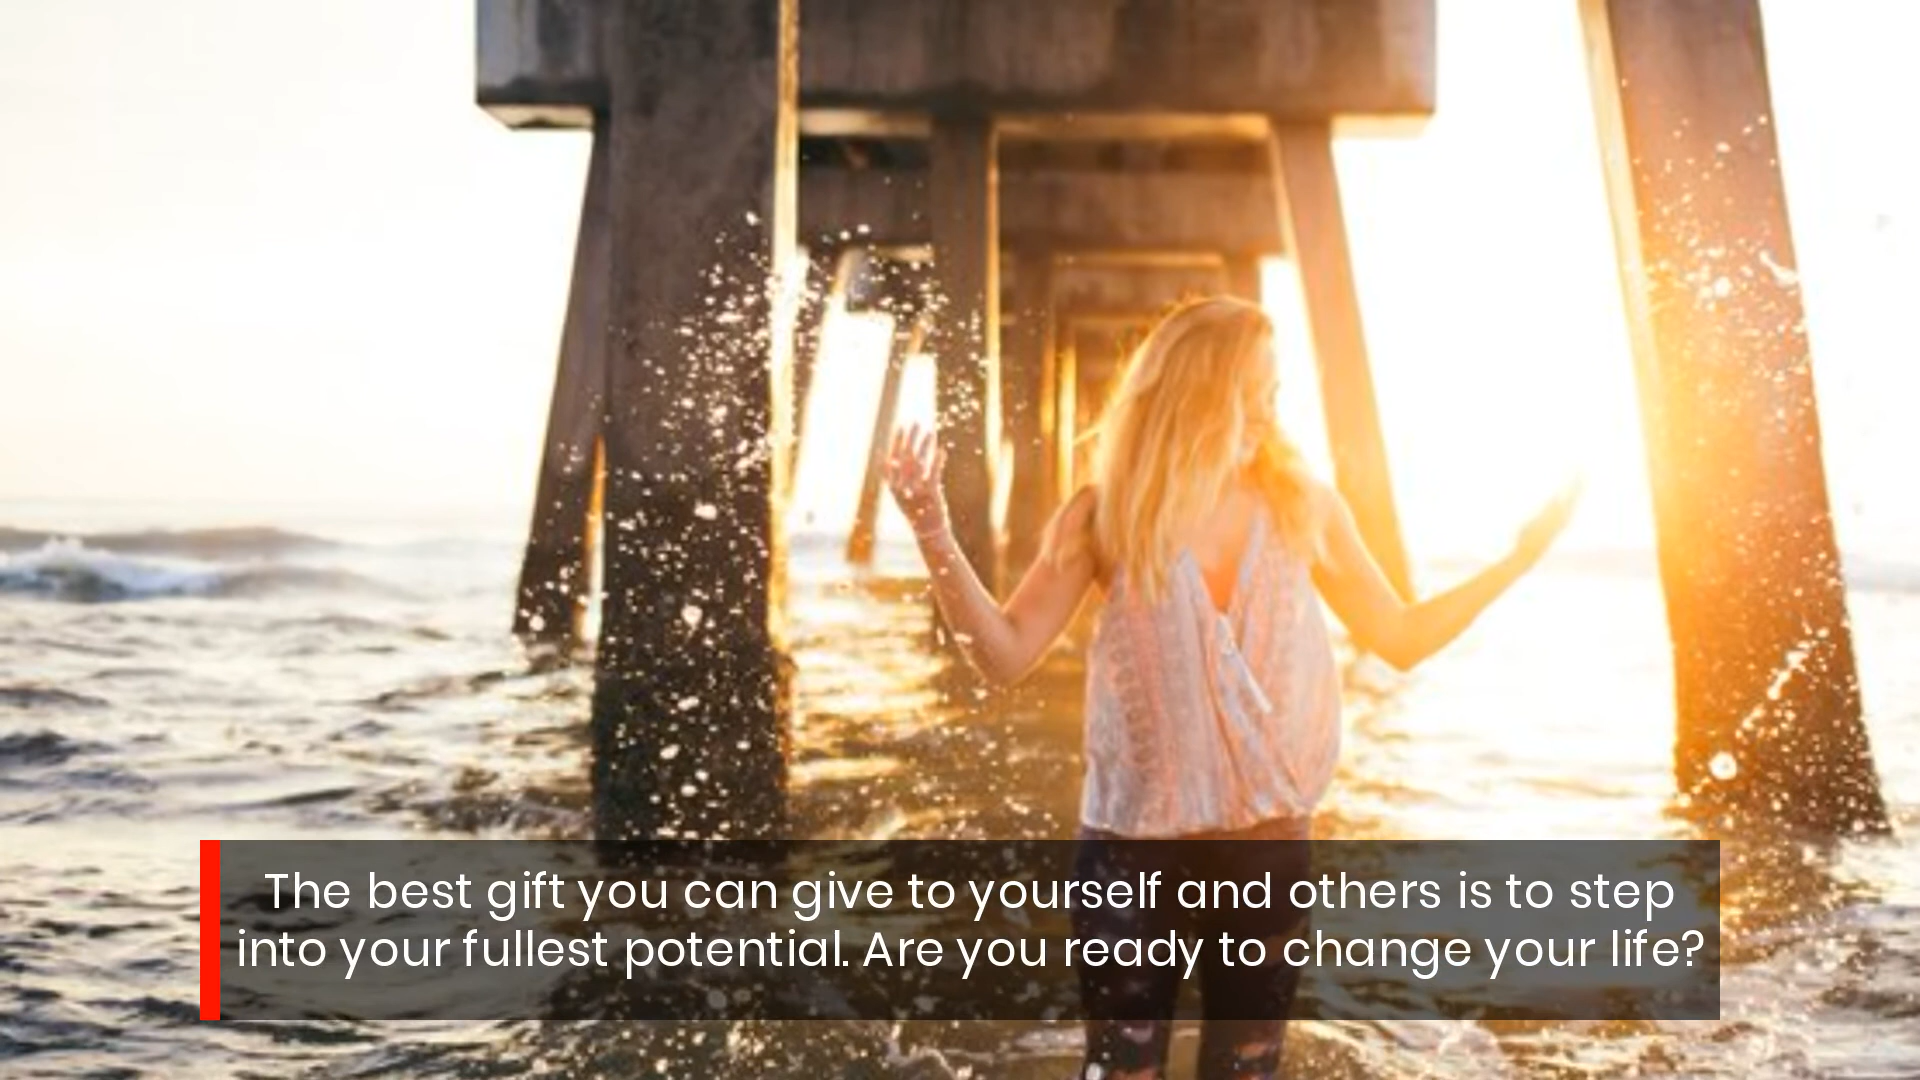 The best gift you can give to yourself and others is to step
into your fullest potential. Are you ready to change your life?